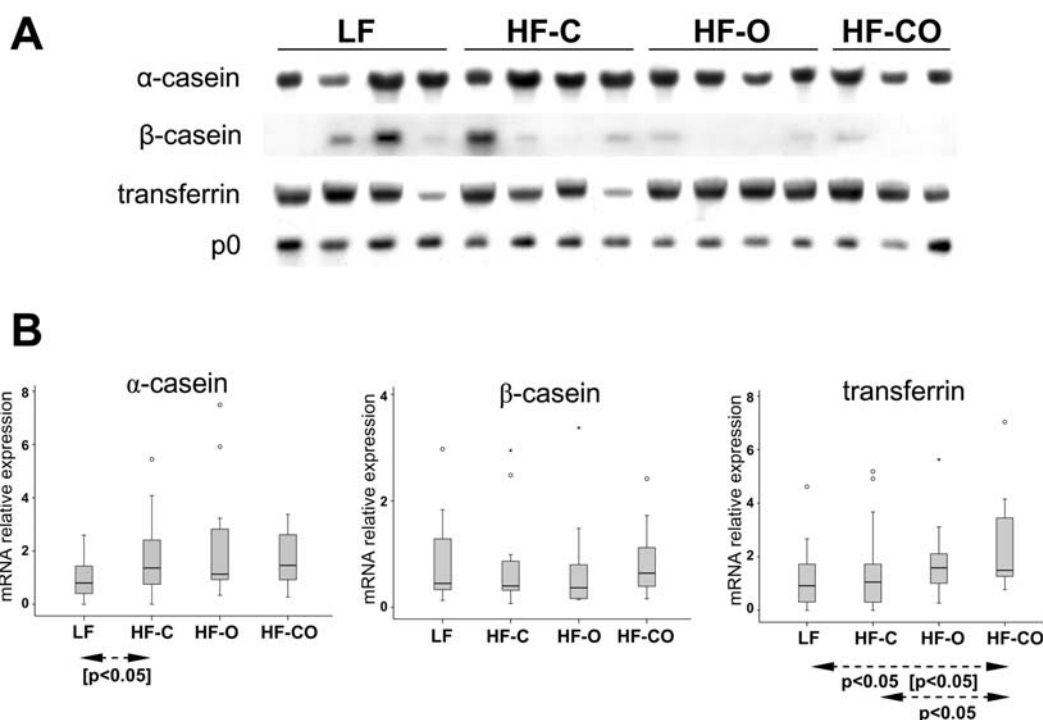 A
LF HF-C HF-O HF-CO
α-casein
β-casein
transferrin
p0
B
α-casein
mRNA relative expression
8
6
4
2
0
LF HF-C HF-O HF-CO
[p<0.05]
β-casein
mRNA relative expression
4
2
0
LF HF-C HF-O HF-CO
transferrin
mRNA relative expression
8
6
4
2
0
LF HF-C HF-O HF-CO
p<0.05 [p<0.05]
p<0.05